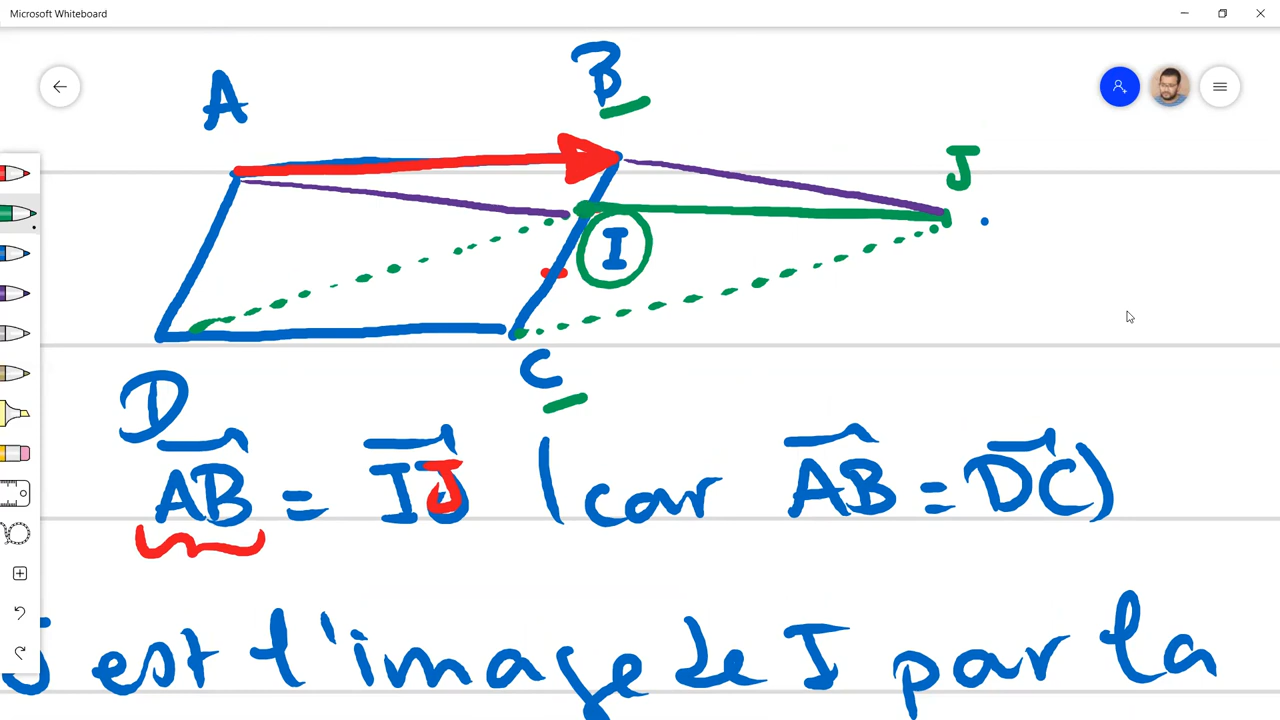 Microsoft Whiteboard
A
B
J
I
C
D
AB = IJ (car AB = DC)
J est l'image de I par la